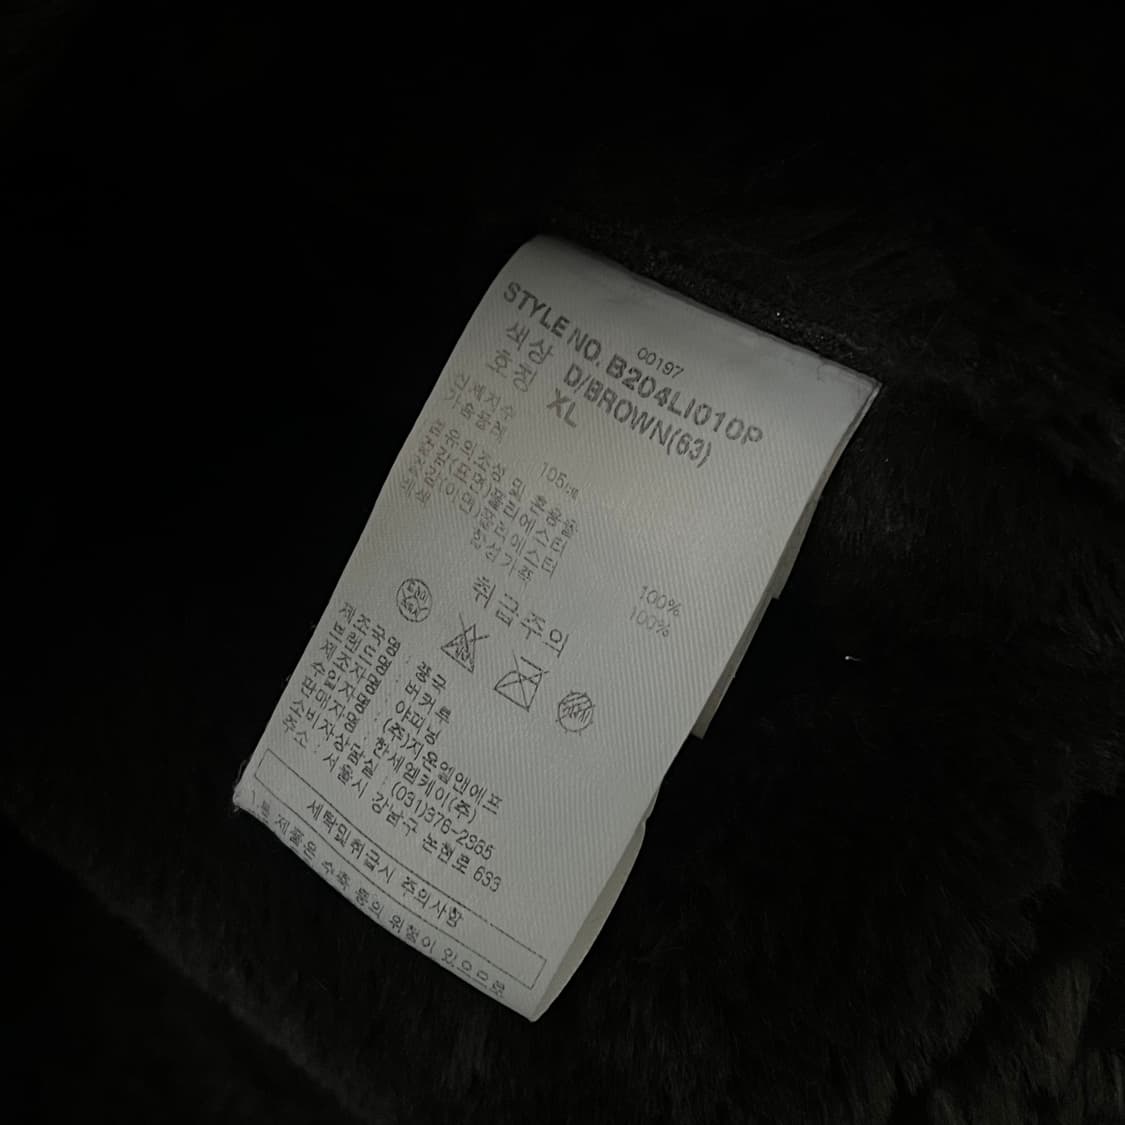 00197
STYLE NO. B204LI010P
색상 D/BROWN(63)
호칭 XL
신체치수
가슴둘레 105㎝
섬유의조성 및 혼용율
겉감(표면)폴리에스터 100%
겉감(이면)폴리에스터 100%
배색 합성가죽
취급주의
제조국명 : 중국
브랜드명 : 버커루
제조자명 : 야피닝
수입자명 : (주)지온엘앤에프
판매자명 : 한세엠케이(주)
소비자상담실 : (031)376-2365
주소 : 서울시 강남구 논현로 633
세탁및취급시 주의사항
1.본 제품은 수축 등의 위험이 있으므로